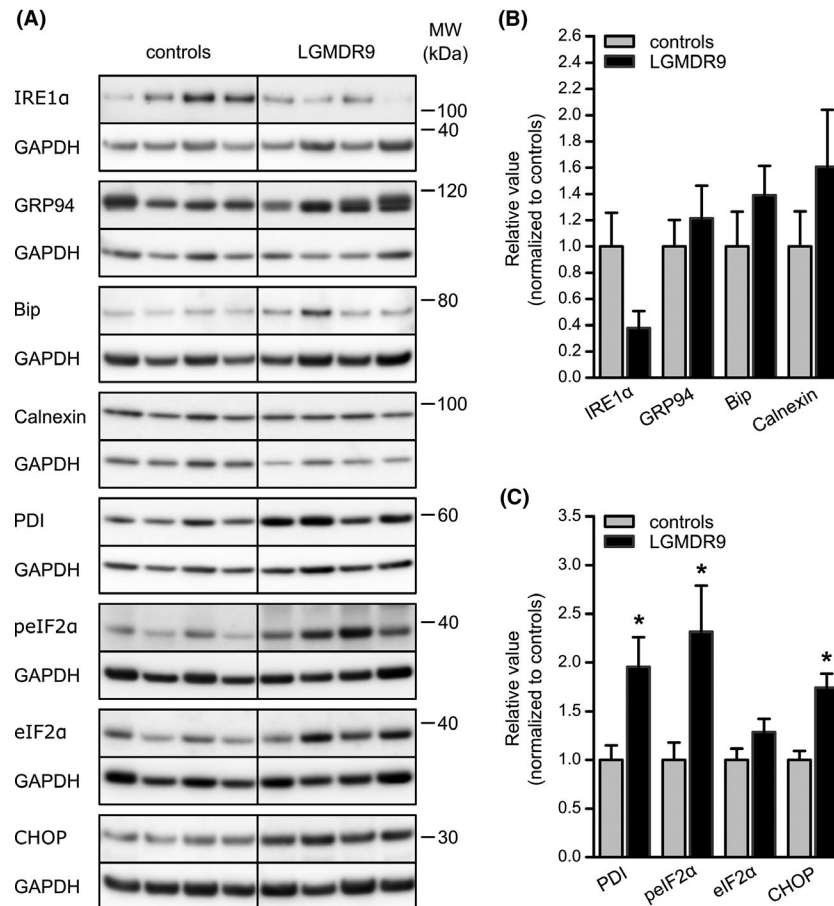 (A)
controls LGMDR9 MW
(kDa)
IRE1α
100
GAPDH 40
GRP94 120
GAPDH
Bip 80
GAPDH
Calnexin 100
GAPDH
PDI 60
GAPDH
peIF2α 40
GAPDH
eIF2α 40
GAPDH
CHOP 30
GAPDH
(B)
Relative value
(normalized to controls)
2.6
2.4
2.2
2.0
1.8
1.6
1.4
1.2
1.0
0.8
0.6
0.4
0.2
0.0
controls
LGMDR9
IRE1α GRP94 Bip Calnexin
(C)
Relative value
(normalized to controls)
3.5
3.0
2.5
2.0
1.5
1.0
0.5
0.0
controls
LGMDR9
* * *
PDI peIF2α eIF2α CHOP